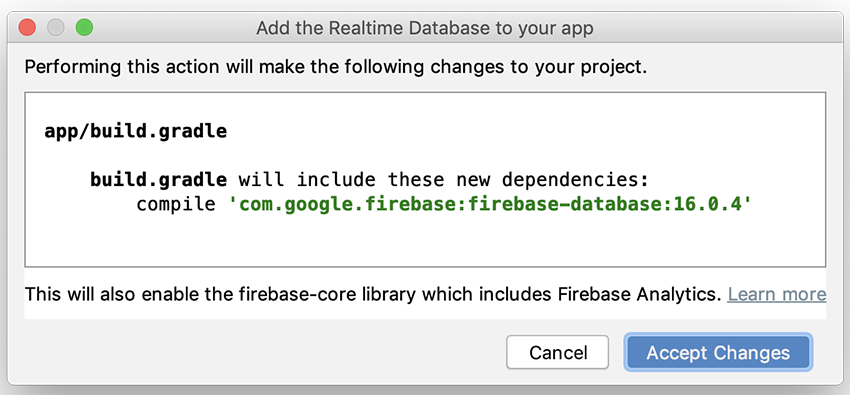 Add the Realtime Database to your app
Performing this action will make the following changes to your project.
app/build.gradle
build.gradle will include these new dependencies:
compile 'com.google.firebase:firebase-database:16.0.4'
This will also enable the firebase-core library which includes Firebase Analytics. Learn more
Cancel Accept Changes